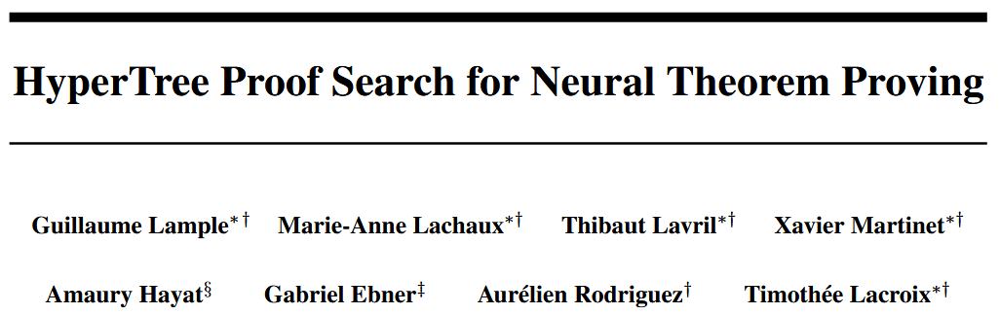 HyperTree Proof Search for Neural Theorem Proving
Guillaume Lample∗† Marie-Anne Lachaux∗† Thibaut Lavril∗† Xavier Martinet∗†
Amaury Hayat§ Gabriel Ebner‡ Aurélien Rodriguez† Timothée Lacroix∗†